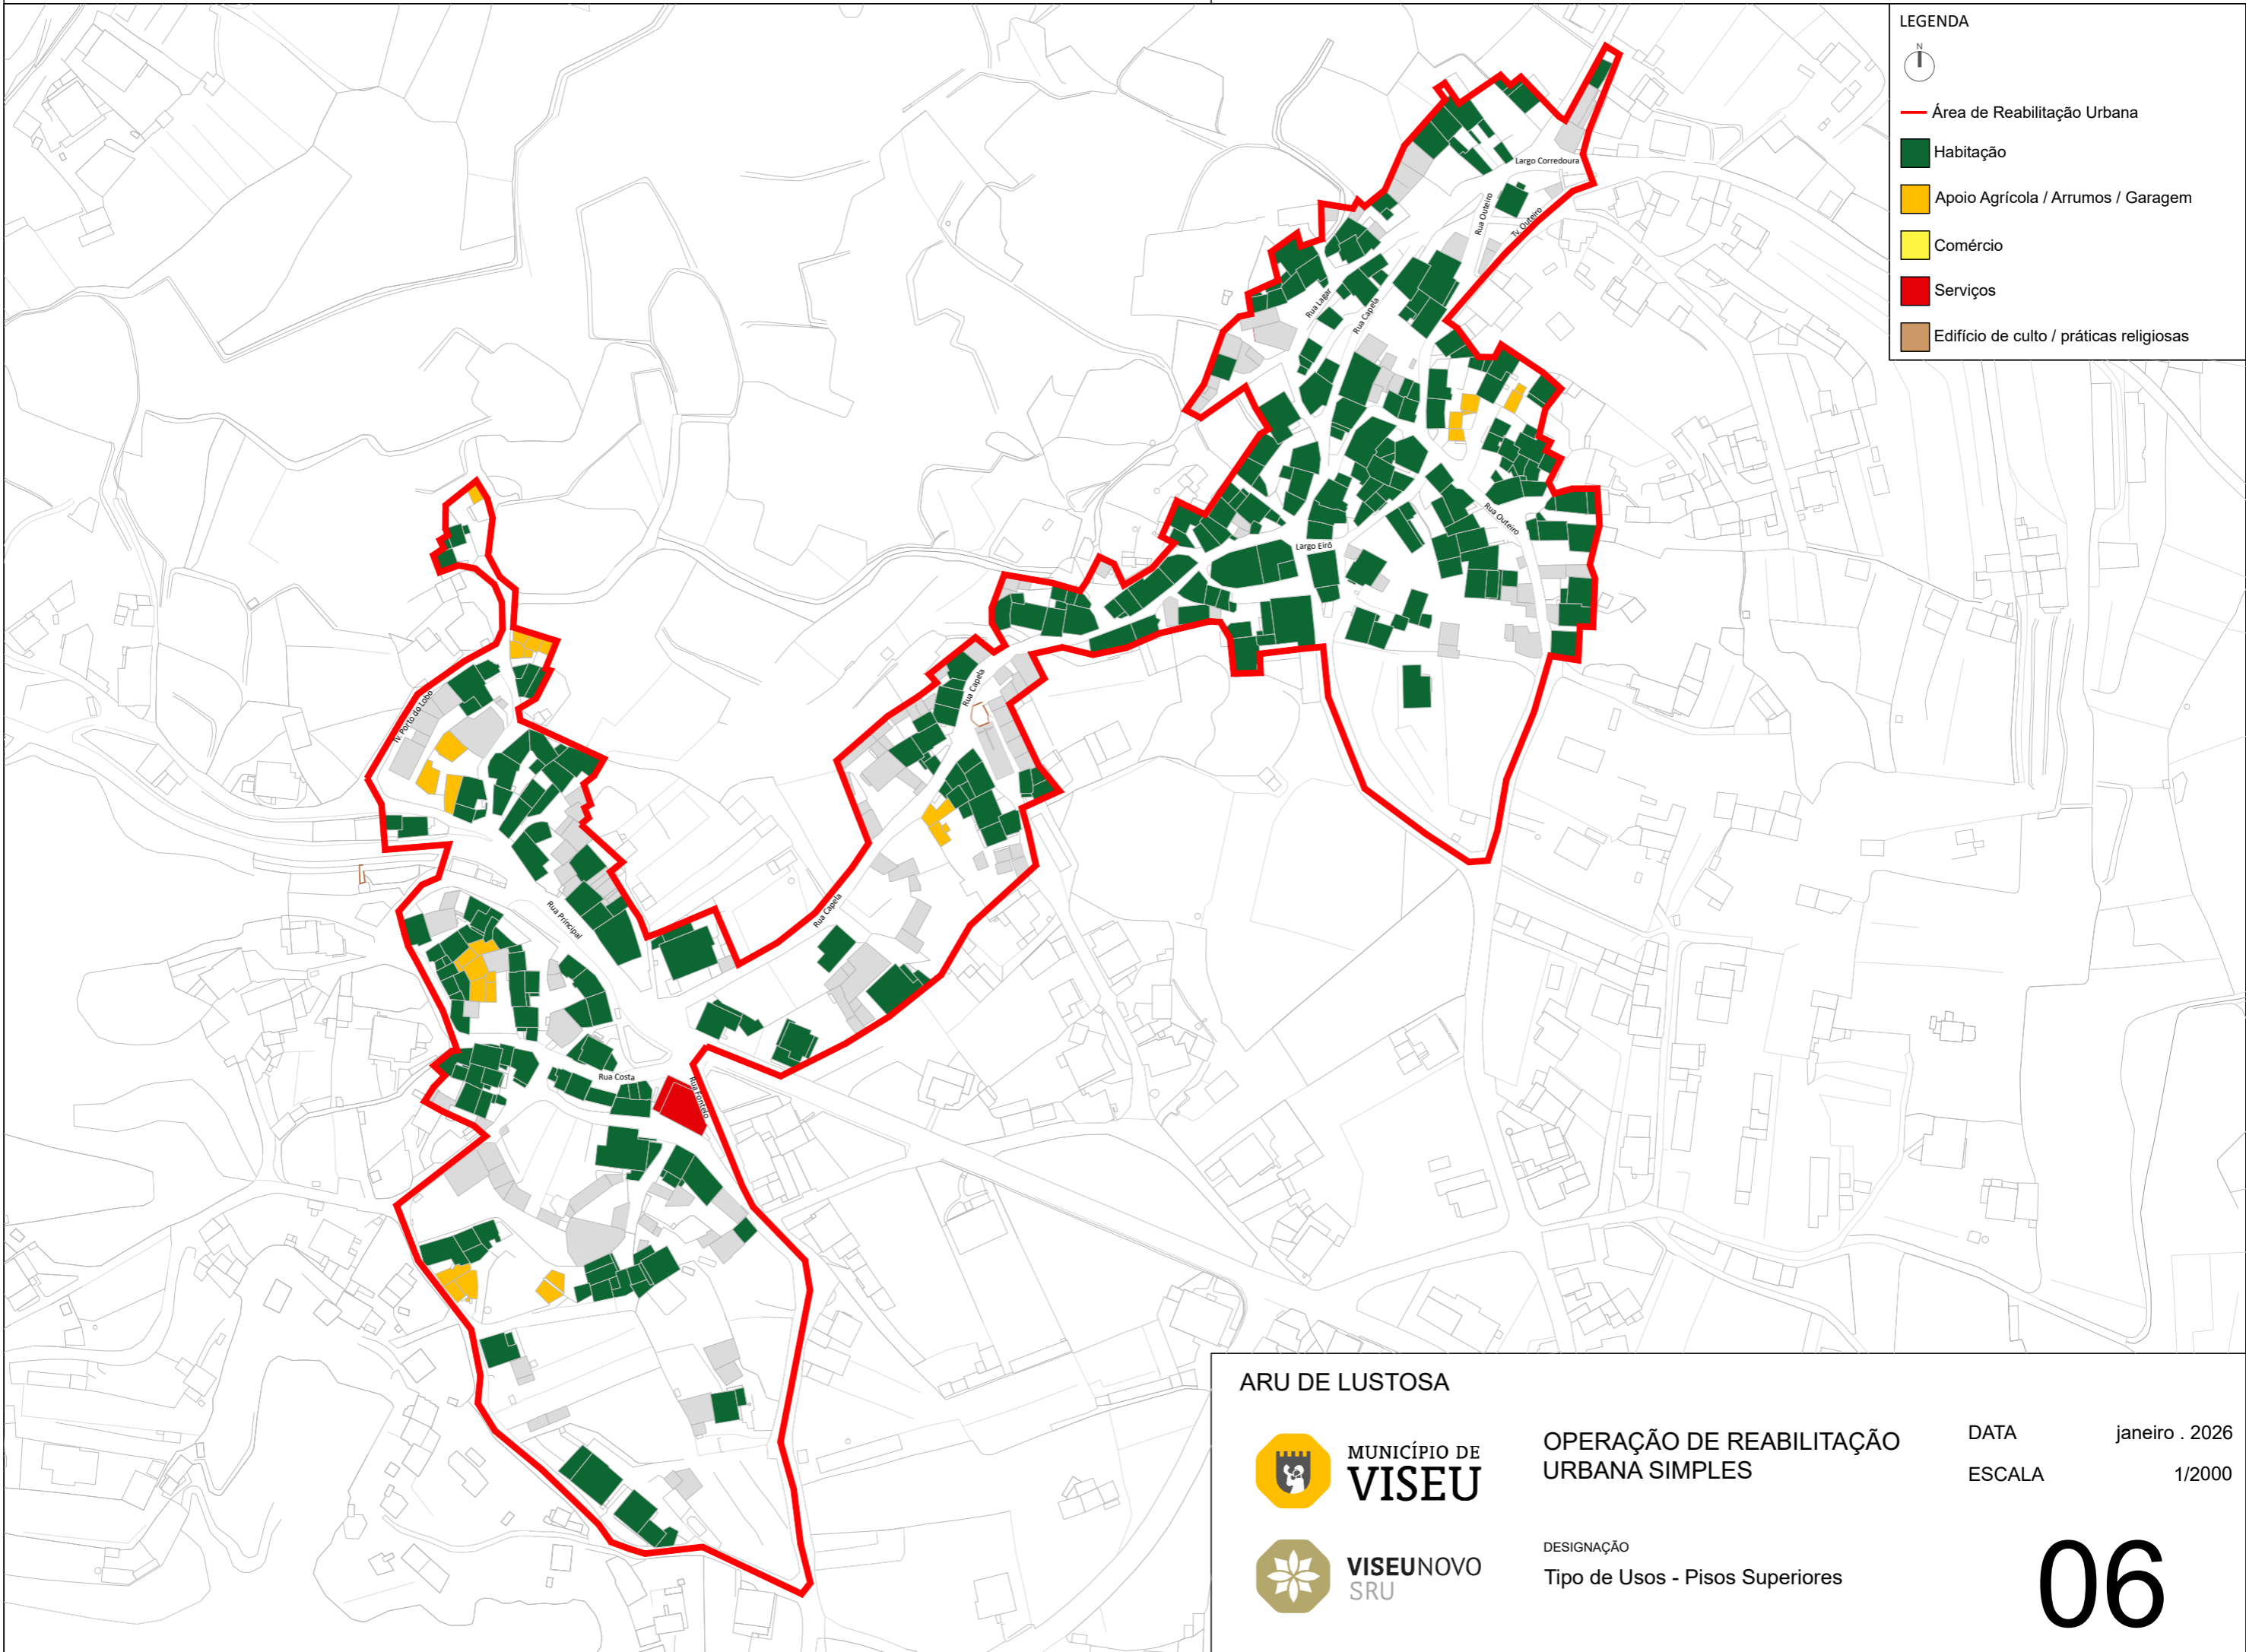 LEGENDA
N
Área de Reabilitação Urbana
Habitação
Apoio Agrícola / Arrumos / Garagem
Comércio
Serviços
Edifício de culto / práticas religiosas
Largo Corredoura
Rua Outeiro
Tv. Outeiro
Rua Lagar
Rua Capela
Rua Outeiro
Largo Eirô
Rua Capela
Tv. Porto do Lobo
Rua Principal
Rua Capela
Rua Costa
Rua Fontelo
ARU DE LUSTOSA
MUNICÍPIO DE
VISEU
VISEUNOVO
SRU
OPERAÇÃO DE REABILITAÇÃO
URBANA SIMPLES
DESIGNAÇÃO
Tipo de Usos - Pisos Superiores
DATA janeiro . 2026
ESCALA 1/2000
06